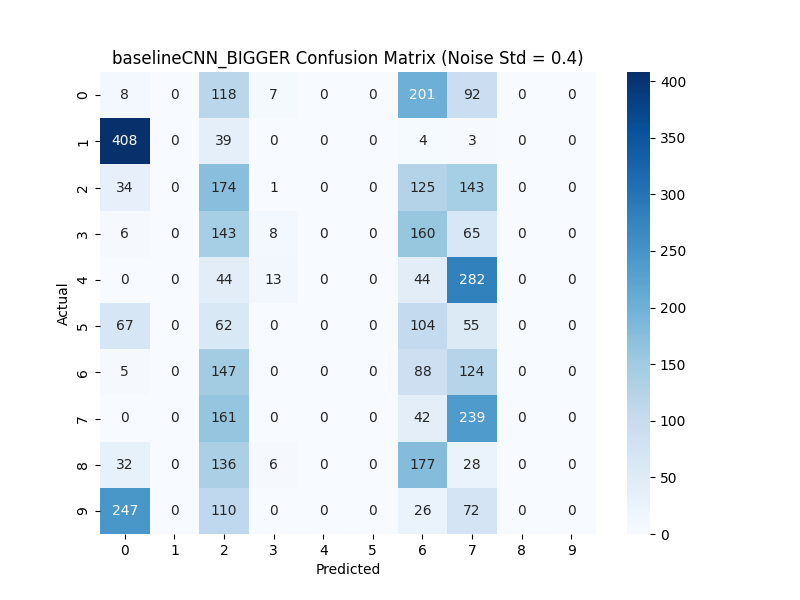 baselineCNN_BIGGER Confusion Matrix (Noise Std = 0.4)
0 8 0 118 7 0 0 201 92 0 0
1 408 0 39 0 0 0 4 3 0 0
2 34 0 174 1 0 0 125 143 0 0
3 6 0 143 8 0 0 160 65 0 0
4 0 0 44 13 0 0 44 282 0 0
5 67 0 62 0 0 0 104 55 0 0
6 5 0 147 0 0 0 88 124 0 0
7 0 0 161 0 0 0 42 239 0 0
8 32 0 136 6 0 0 177 28 0 0
9 247 0 110 0 0 0 26 72 0 0
0 1 2 3 4 5 6 7 8 9
Predicted
Actual
400
350
300
250
200
150
100
50
0